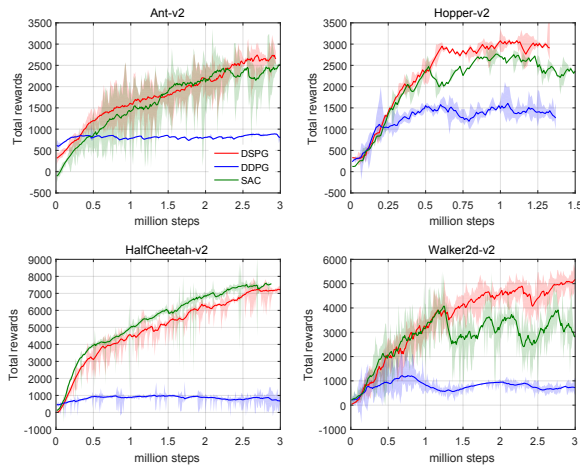 Ant-v2
Total rewards
3500
3000
2500
2000
1500
1000
500
0
-500
DSPG
DDPG
SAC
0 0.5 1 1.5 2 2.5 3
million steps
Hopper-v2
Total rewards
3500
3000
2500
2000
1500
1000
500
0
-500
0 0.25 0.5 0.75 1 1.25 1.5
million steps
HalfCheetah-v2
Total rewards
9000
8000
7000
6000
5000
4000
3000
2000
1000
0
-1000
0 0.5 1 1.5 2 2.5 3
million steps
Walker2d-v2
Total rewards
6000
5000
4000
3000
2000
1000
0
-1000
0 0.5 1 1.5 2 2.5 3
million steps